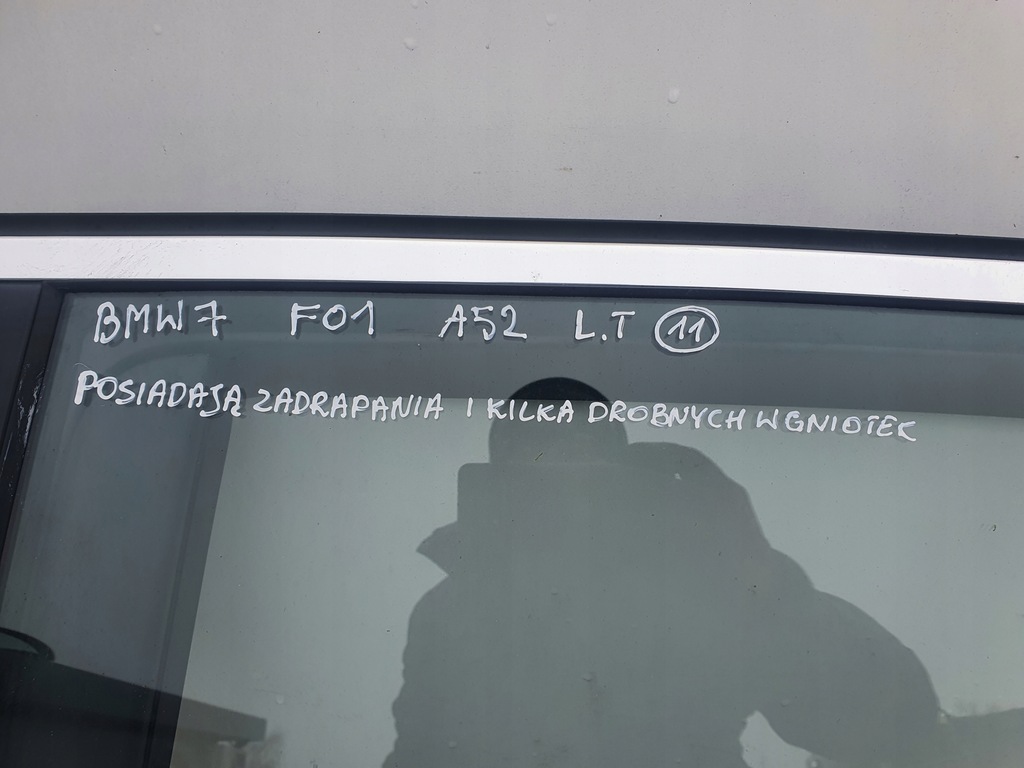 BMW7 F01 A52 L.T 11
POSIADAJĄ ZADRAPANIA I KILKA DROBNYCH WGNIOTEK